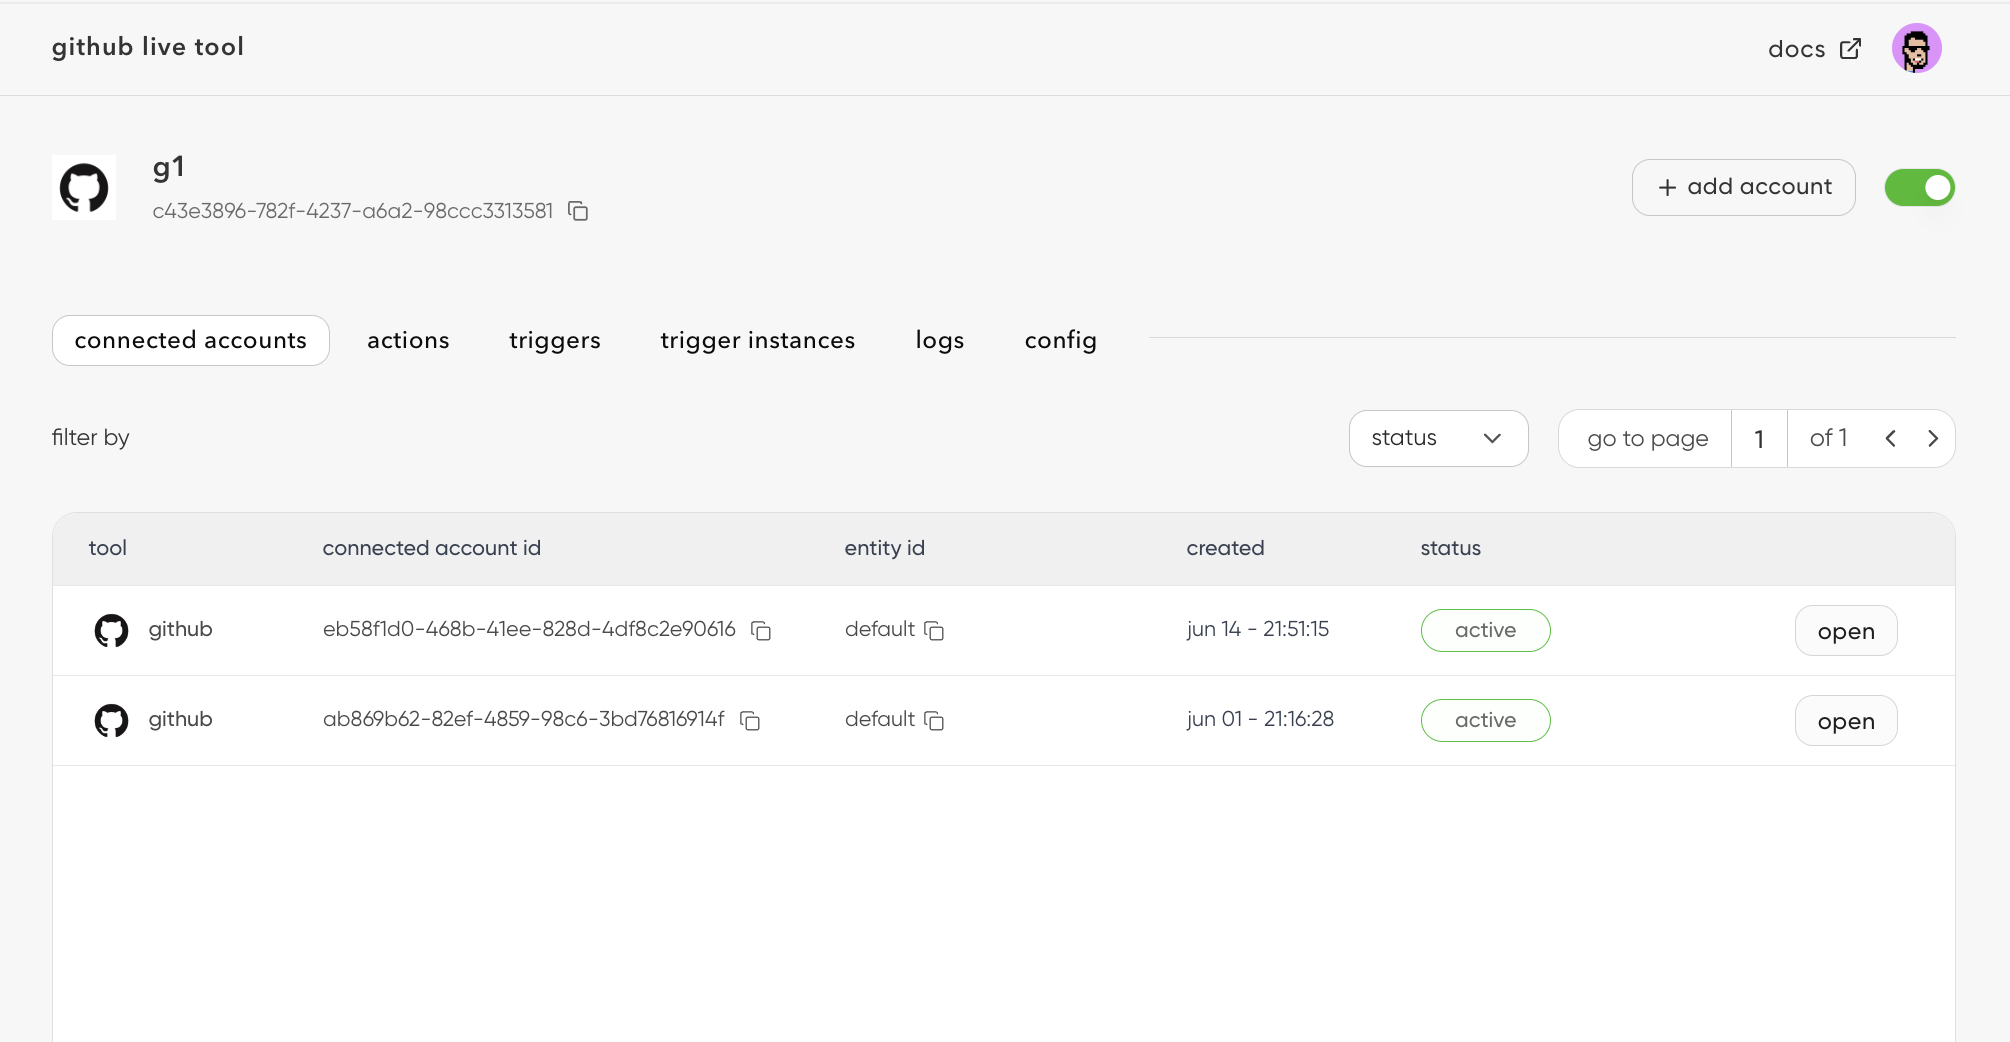 github live tool
docs
g1
c43e3896-782f-4237-a6a2-98ccc3313581
+ add account
connected accounts actions triggers trigger instances logs config
filter by
status
go to page 1 of 1
tool connected account id entity id created status
github eb58f1d0-468b-41ee-828d-4df8c2e90616 default jun 14 - 21:51:15 active open
github ab869b62-82ef-4859-98c6-3bd76816914f default jun 01 - 21:16:28 active open